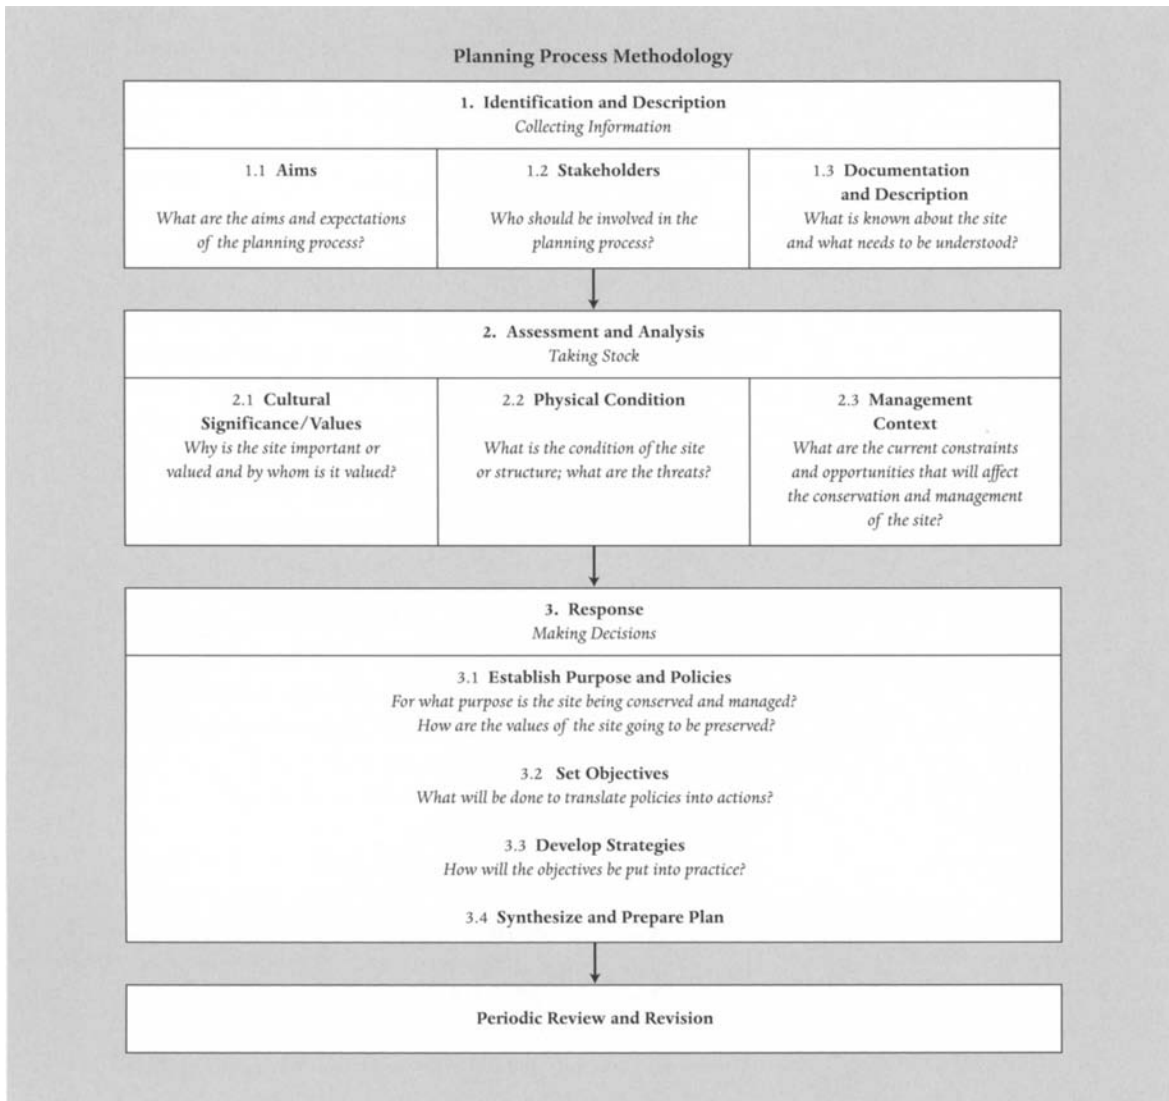 Planning Process Methodology
1. Identification and Description
Collecting Information
1.1 Aims
What are the aims and expectations
of the planning process?
1.2 Stakeholders
Who should be involved in the
planning process?
1.3 Documentation
and Description
What is known about the site
and what needs to be understood?
2. Assessment and Analysis
Taking Stock
2.1 Cultural
Significance/Values
Why is the site important or
valued and by whom is it valued?
2.2 Physical Condition
What is the condition of the site
or structure; what are the threats?
2.3 Management
Context
What are the current constraints
and opportunities that will affect
the conservation and management
of the site?
3. Response
Making Decisions
3.1 Establish Purpose and Policies
For what purpose is the site being conserved and managed?
How are the values of the site going to be preserved?
3.2 Set Objectives
What will be done to translate policies into actions?
3.3 Develop Strategies
How will the objectives be put into practice?
3.4 Synthesize and Prepare Plan
Periodic Review and Revision